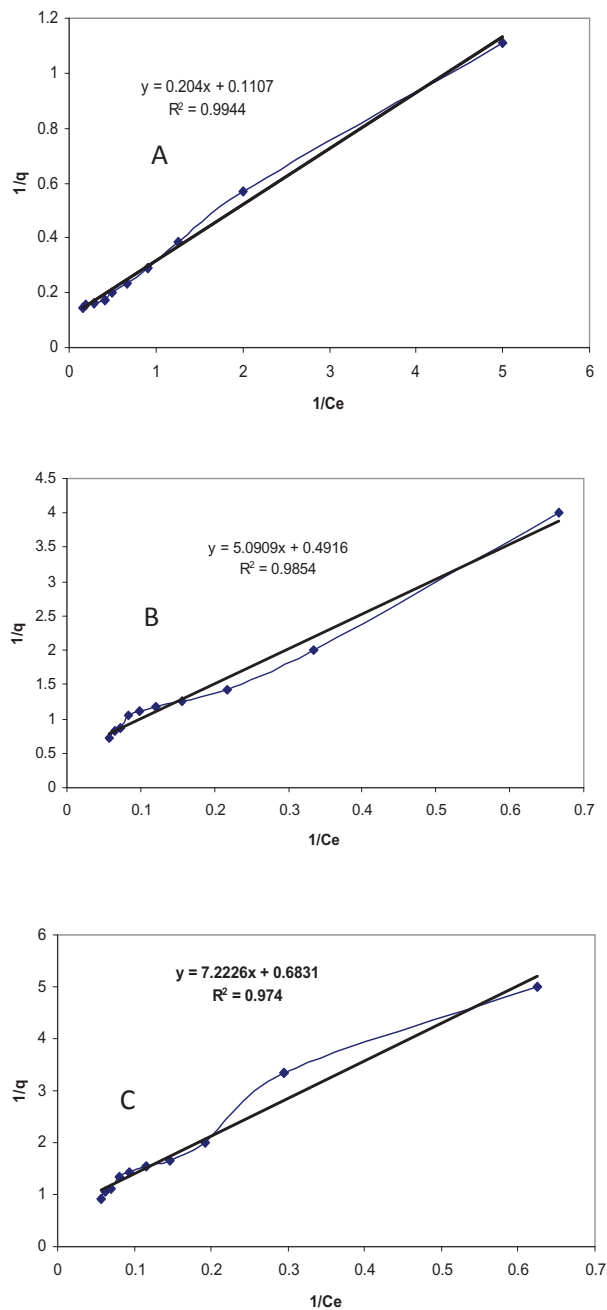 1.2
1
0.8
0.6
0.4
0.2
0
y = 0.204x + 0.1107
R² = 0.9944
A
1/q
0 1 2 3 4 5 6
1/Ce
4.5
4
3.5
3
2.5
2
1.5
1
0.5
0
y = 5.0909x + 0.4916
R² = 0.9854
B
1/q
0 0.1 0.2 0.3 0.4 0.5 0.6 0.7
1/Ce
6
5
4
3
2
1
0
y = 7.2226x + 0.6831
R² = 0.974
C
1/q
0 0.1 0.2 0.3 0.4 0.5 0.6 0.7
1/Ce